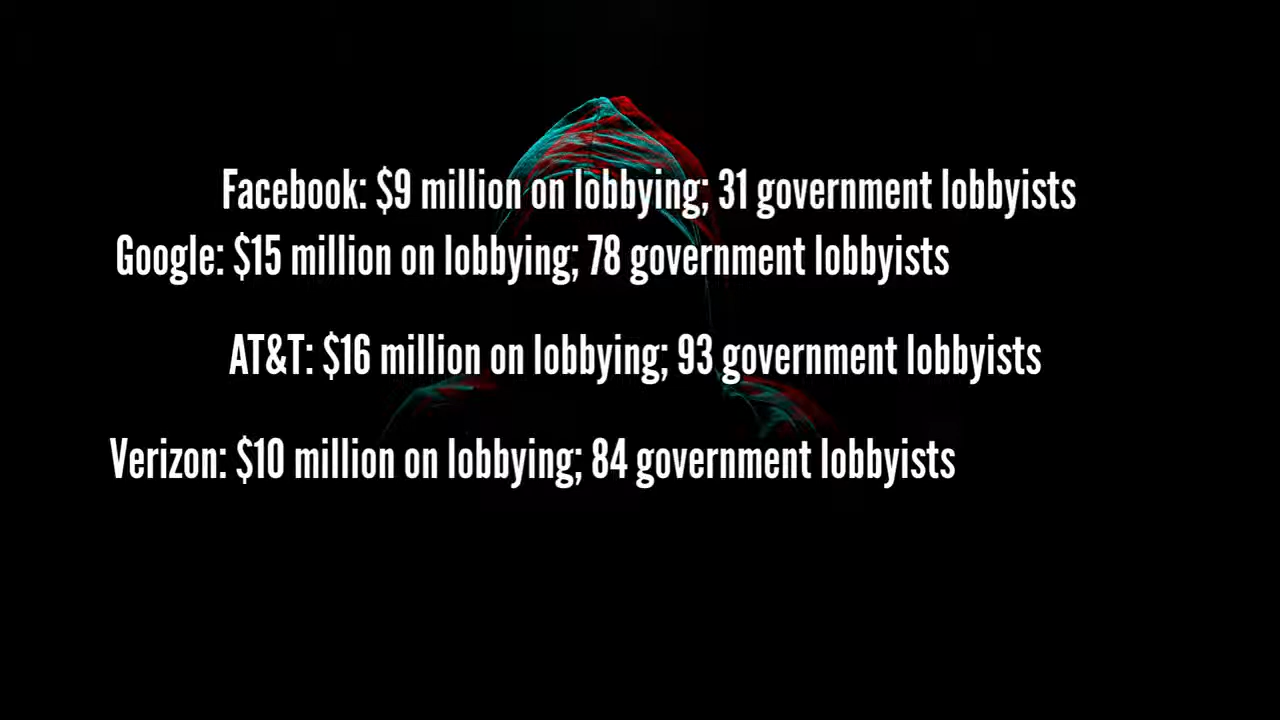 Facebook: $9 million on lobbying; 31 government lobbyists
Google: $15 million on lobbying; 78 government lobbyists
AT&T: $16 million on lobbying; 93 government lobbyists
Verizon: $10 million on lobbying; 84 government lobbyists